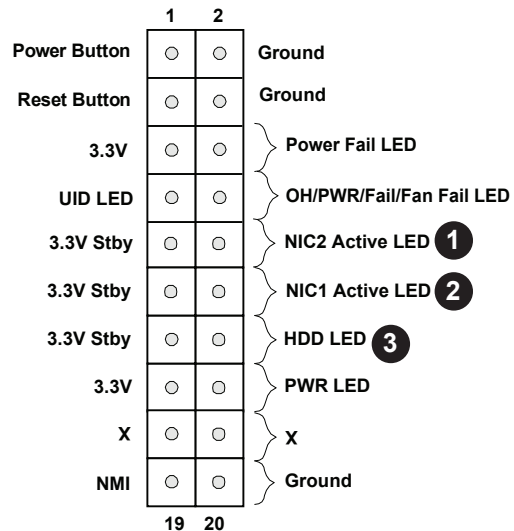 1 2
Power Button Ground
Reset Button Ground
3.3V Power Fail LED
UID LED OH/PWR/Fail/Fan Fail LED
3.3V Stby NIC2 Active LED 1
3.3V Stby NIC1 Active LED 2
3.3V Stby HDD LED 3
3.3V PWR LED
X X
NMI Ground
19 20